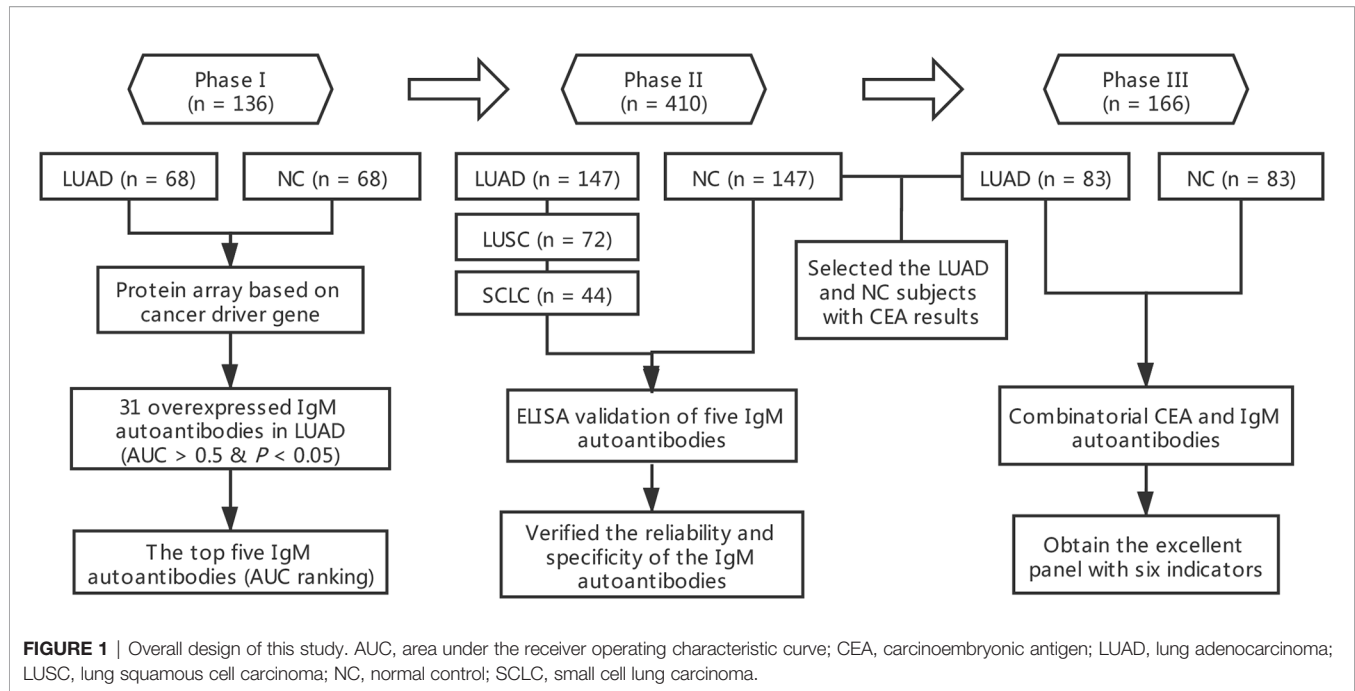 Phase I
(n = 136)
Phase II
(n = 410)
Phase III
(n = 166)
LUAD (n = 68)
NC (n = 68)
LUAD (n = 147)
NC (n = 147)
LUAD (n = 83)
NC (n = 83)
LUSC (n = 72)
SCLC (n = 44)
Selected the LUAD
and NC subjects
with CEA results
Protein array based on
cancer driver gene
31 overexpressed IgM
autoantibodies in LUAD
(AUC > 0.5 & P < 0.05)
The top five IgM
autoantibodies (AUC ranking)
ELISA validation of five IgM
autoantibodies
Verified the reliability and
specificity of the IgM
autoantibodies
Combinatorial CEA and IgM
autoantibodies
Obtain the excellent
panel with six indicators
FIGURE 1 | Overall design of this study. AUC, area under the receiver operating characteristic curve; CEA, carcinoembryonic antigen; LUAD, lung adenocarcinoma;
LUSC, lung squamous cell carcinoma; NC, normal control; SCLC, small cell lung carcinoma.